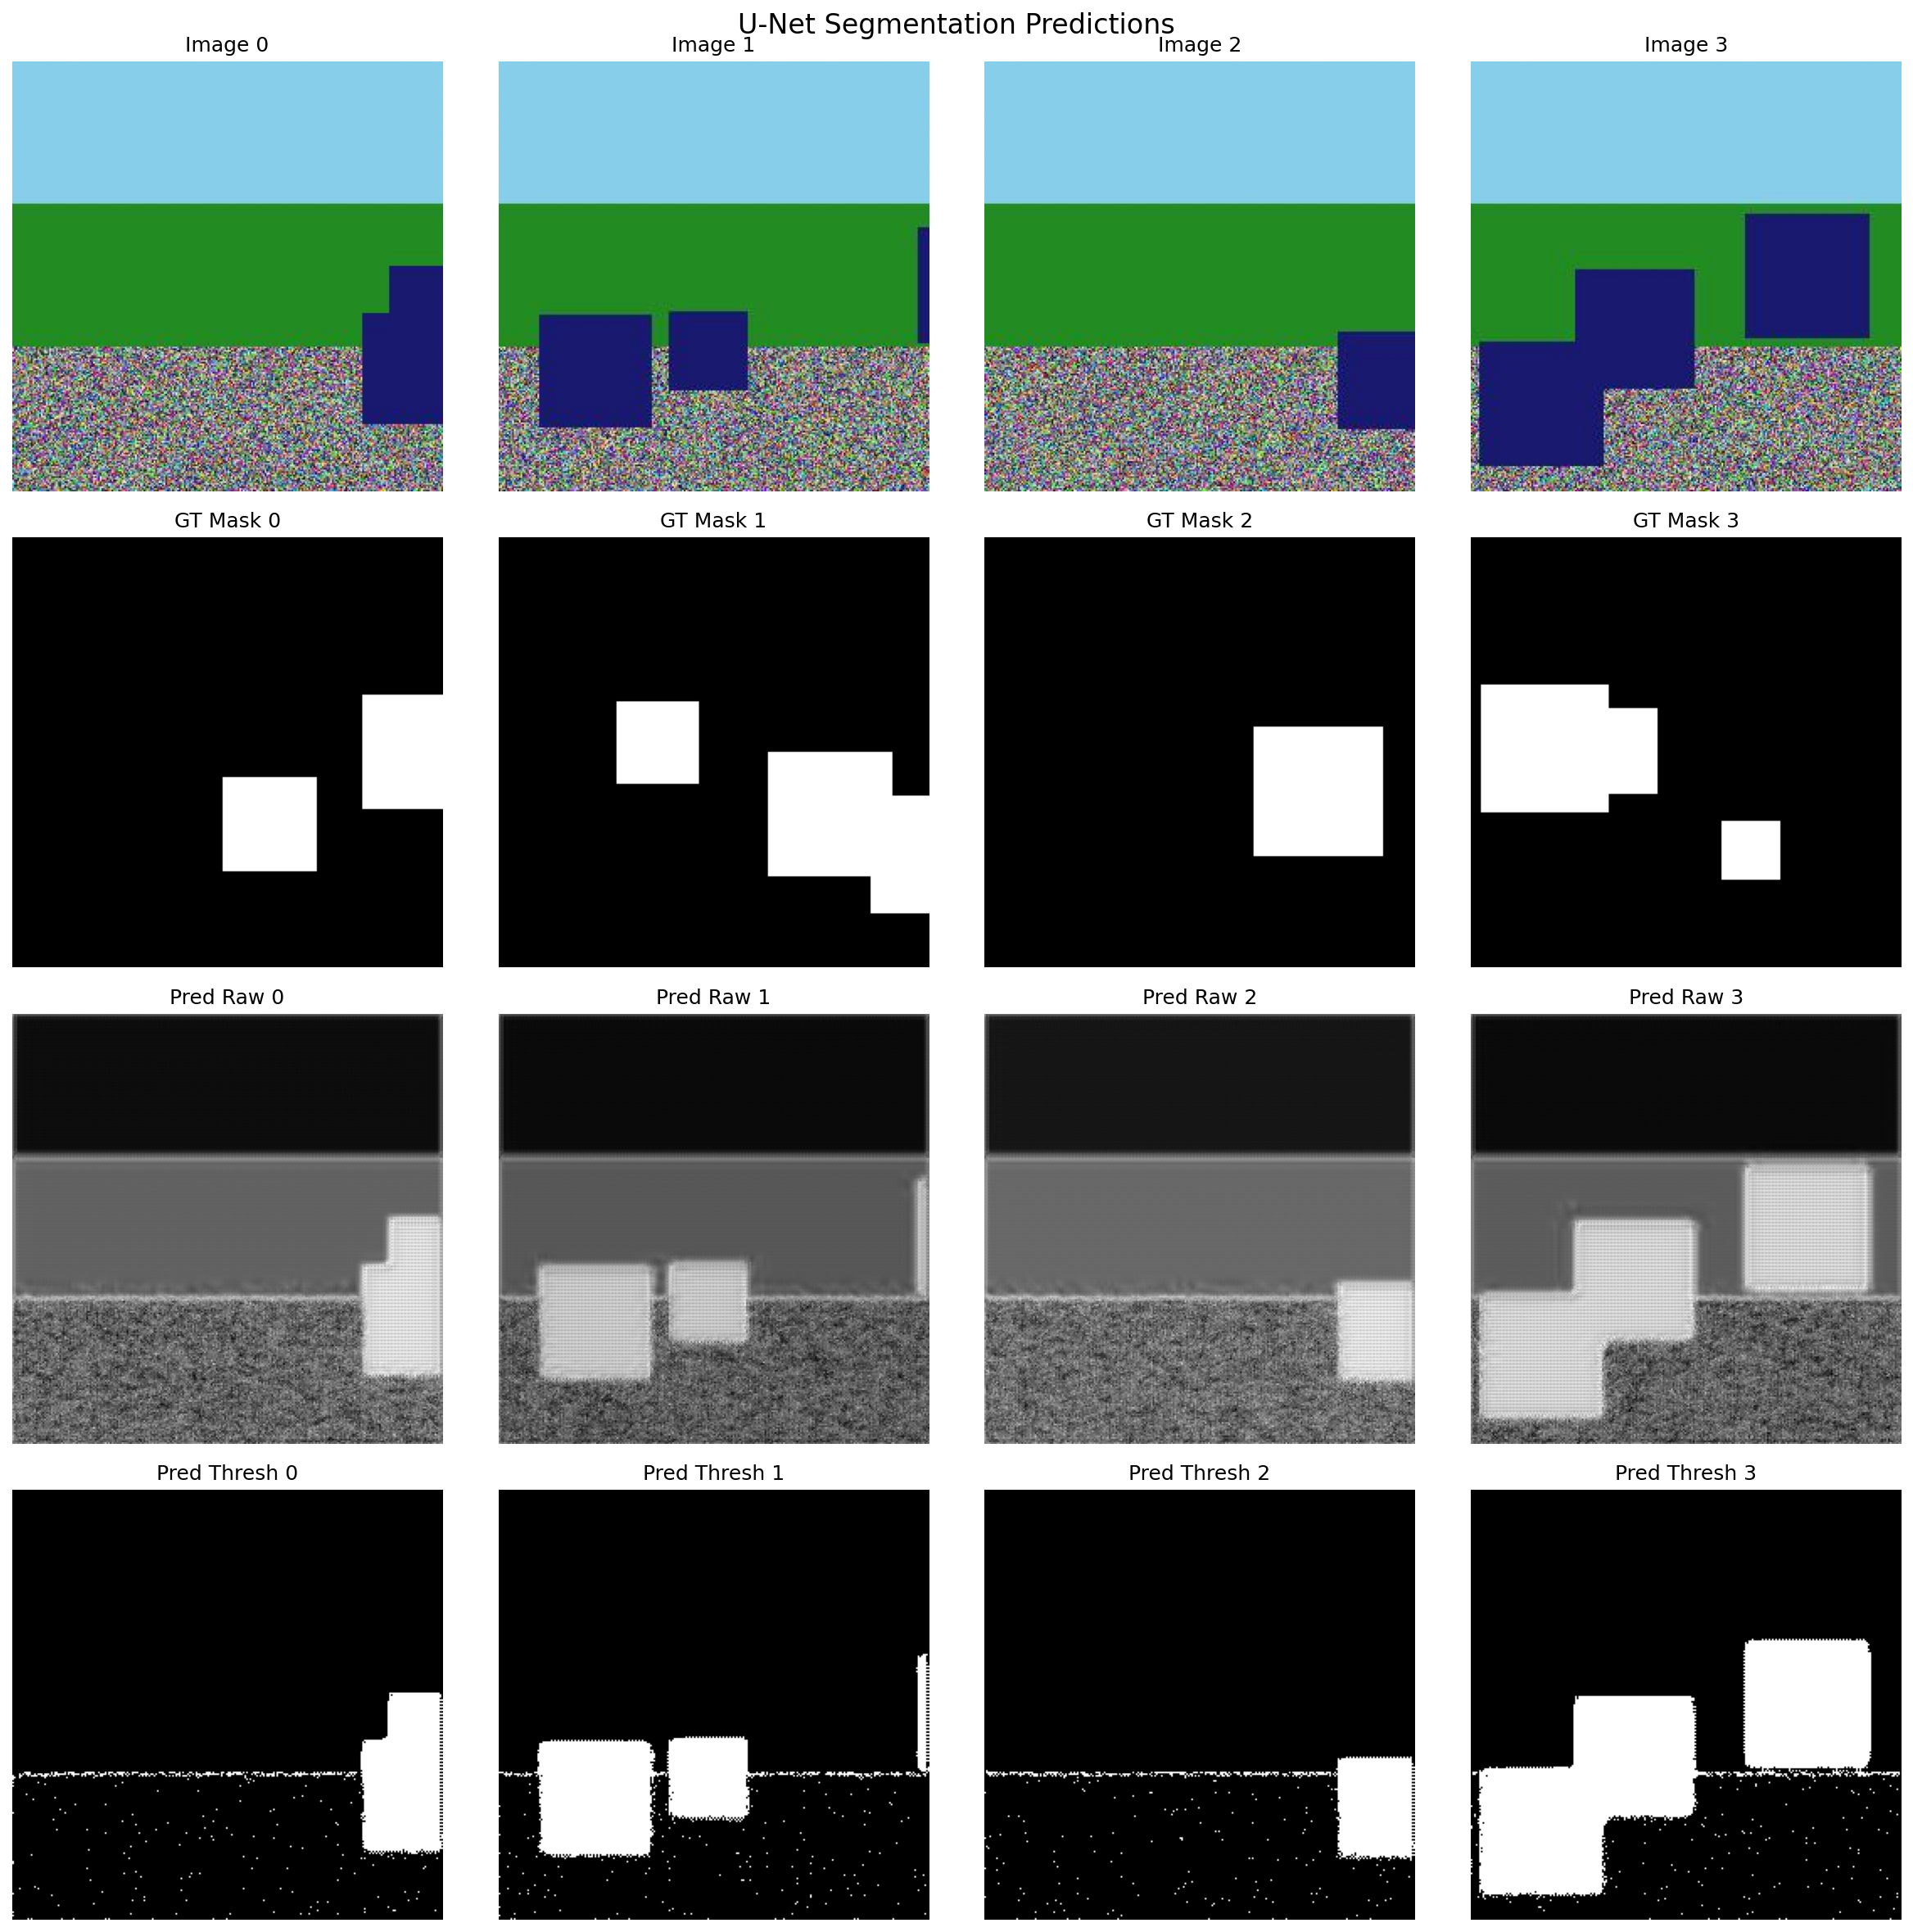 U-Net Segmentation Predictions
Image 0 Image 1 Image 2 Image 3
GT Mask 0 GT Mask 1 GT Mask 2 GT Mask 3
Pred Raw 0 Pred Raw 1 Pred Raw 2 Pred Raw 3
Pred Thresh 0 Pred Thresh 1 Pred Thresh 2 Pred Thresh 3